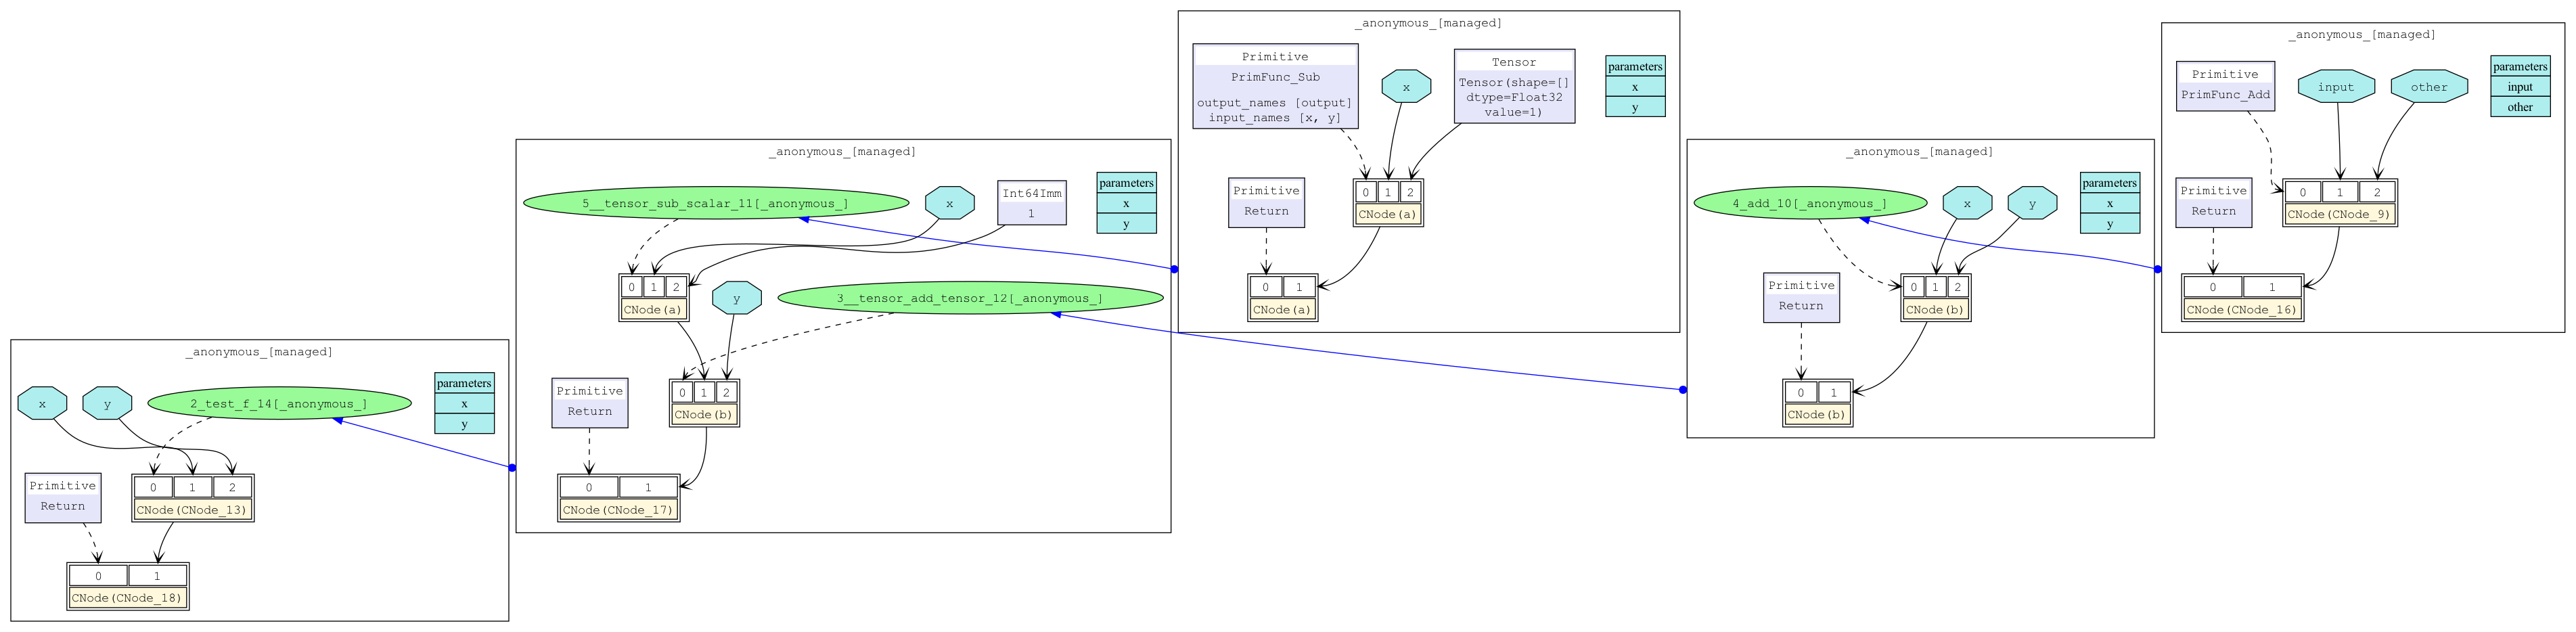 _anonymous_[managed]
x
y
2_test_f_14[_anonymous_]
parameters
x
y
Primitive
Return
0 1 2
CNode(CNode_13)
0 1
CNode(CNode_18)
_anonymous_[managed]
5__tensor_sub_scalar_11[_anonymous_]
x
Int64Imm
1
parameters
x
y
0 1 2
CNode(a)
y
3__tensor_add_tensor_12[_anonymous_]
Primitive
Return
0 1 2
CNode(b)
0 1
CNode(CNode_17)
_anonymous_[managed]
Primitive
PrimFunc_Sub
output_names [output]
input_names [x, y]
x
Tensor
Tensor(shape=[]
dtype=Float32
value=1)
parameters
x
y
Primitive
Return
0 1 2
CNode(a)
0 1
CNode(a)
_anonymous_[managed]
4_add_10[_anonymous_]
x
y
parameters
x
y
Primitive
Return
0 1 2
CNode(b)
0 1
CNode(b)
_anonymous_[managed]
Primitive
PrimFunc_Add
input
other
parameters
input
other
Primitive
Return
0 1 2
CNode(CNode_9)
0 1
CNode(CNode_16)